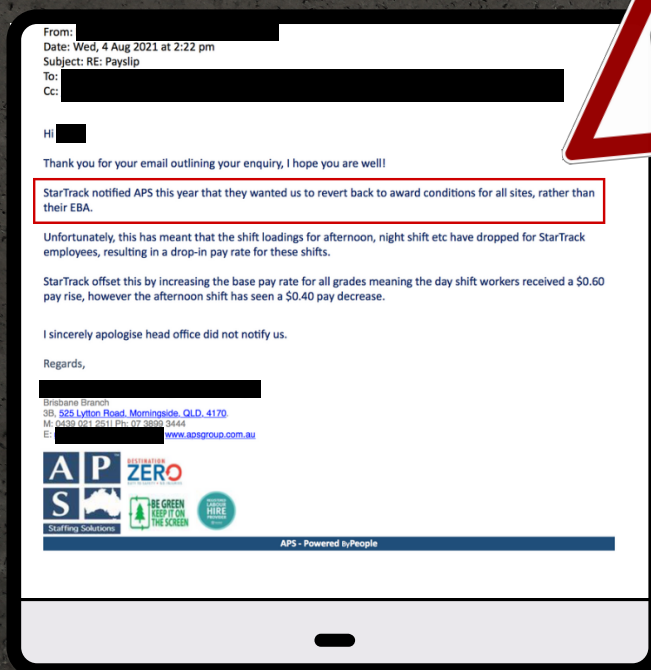 From:
Date: Wed, 4 Aug 2021 at 2:22 pm
Subject: RE: Payslip
To:
Cc:
Hi
Thank you for your email outlining your enquiry, I hope you are well!
StarTrack notified APS this year that they wanted us to revert back to award conditions for all sites, rather than
their EBA.
Unfortunately, this has meant that the shift loadings for afternoon, night shift etc have dropped for StarTrack
employees, resulting in a drop-in pay rate for these shifts.
StarTrack offset this by increasing the base pay rate for all grades meaning the day shift workers received a $0.60
pay rise, however the afternoon shift has seen a $0.40 pay decrease.
I sincerely apologise head office did not notify us.
Regards,
Brisbane Branch
3B, 525 Lytton Road, Morningside, QLD, 4170.
M: 0439 021 251| Ph: 07 3899 3444
E: www.apsgroup.com.au
A P S
Staffing Solutions
DESTINATION
ZERO
BE GREEN
KEEP IT ON
THE SCREEN
LABOUR
HIRE
APS - Powered ByPeople